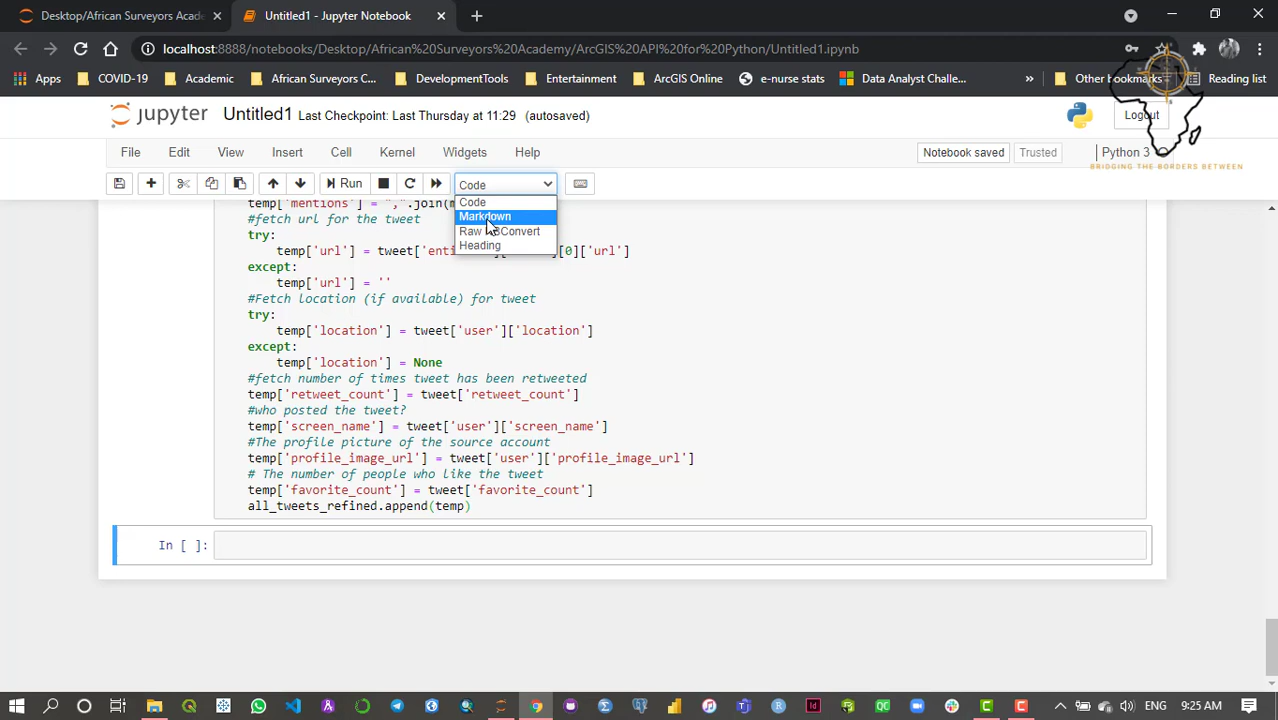 Desktop/African Surveyors Acade
Untitled1 - Jupyter Notebook
localhost:8888/notebooks/Desktop/African%20Surveyors%20Academy/ArcGIS%20API%20for%20Python/Untitled1.ipynb
Apps
COVID-19
Academic
African Surveyors C...
DevelopmentTools
Entertainment
ArcGIS Online
e-nurse stats
Data Analyst Challe...
»
Other bookmarks
Reading list
jupyter
Untitled1 Last Checkpoint: Last Thursday at 11:29 (autosaved)
Logout
File Edit View Insert Cell Kernel Widgets Help
Notebook saved
Trusted
Python 3
BRIDGING THE BORDERS BETWEEN
Run
Code
Code
Markdown
Raw NBConvert
Heading
temp['mentions'] = ",".join(m
#fetch url for the tweet
try:
temp['url'] = tweet['enti [0]['url']
except:
temp['url'] = ''
#Fetch location (if available) for tweet
try:
temp['location'] = tweet['user']['location']
except:
temp['location'] = None
#fetch number of times tweet has been retweeted
temp['retweet_count'] = tweet['retweet_count']
#who posted the tweet?
temp['screen_name'] = tweet['user']['screen_name']
#The profile picture of the source account
temp['profile_image_url'] = tweet['user']['profile_image_url']
# The number of people who like the tweet
temp['favorite_count'] = tweet['favorite_count']
all_tweets_refined.append(temp)
In [ ]:
ENG 9:25 AM